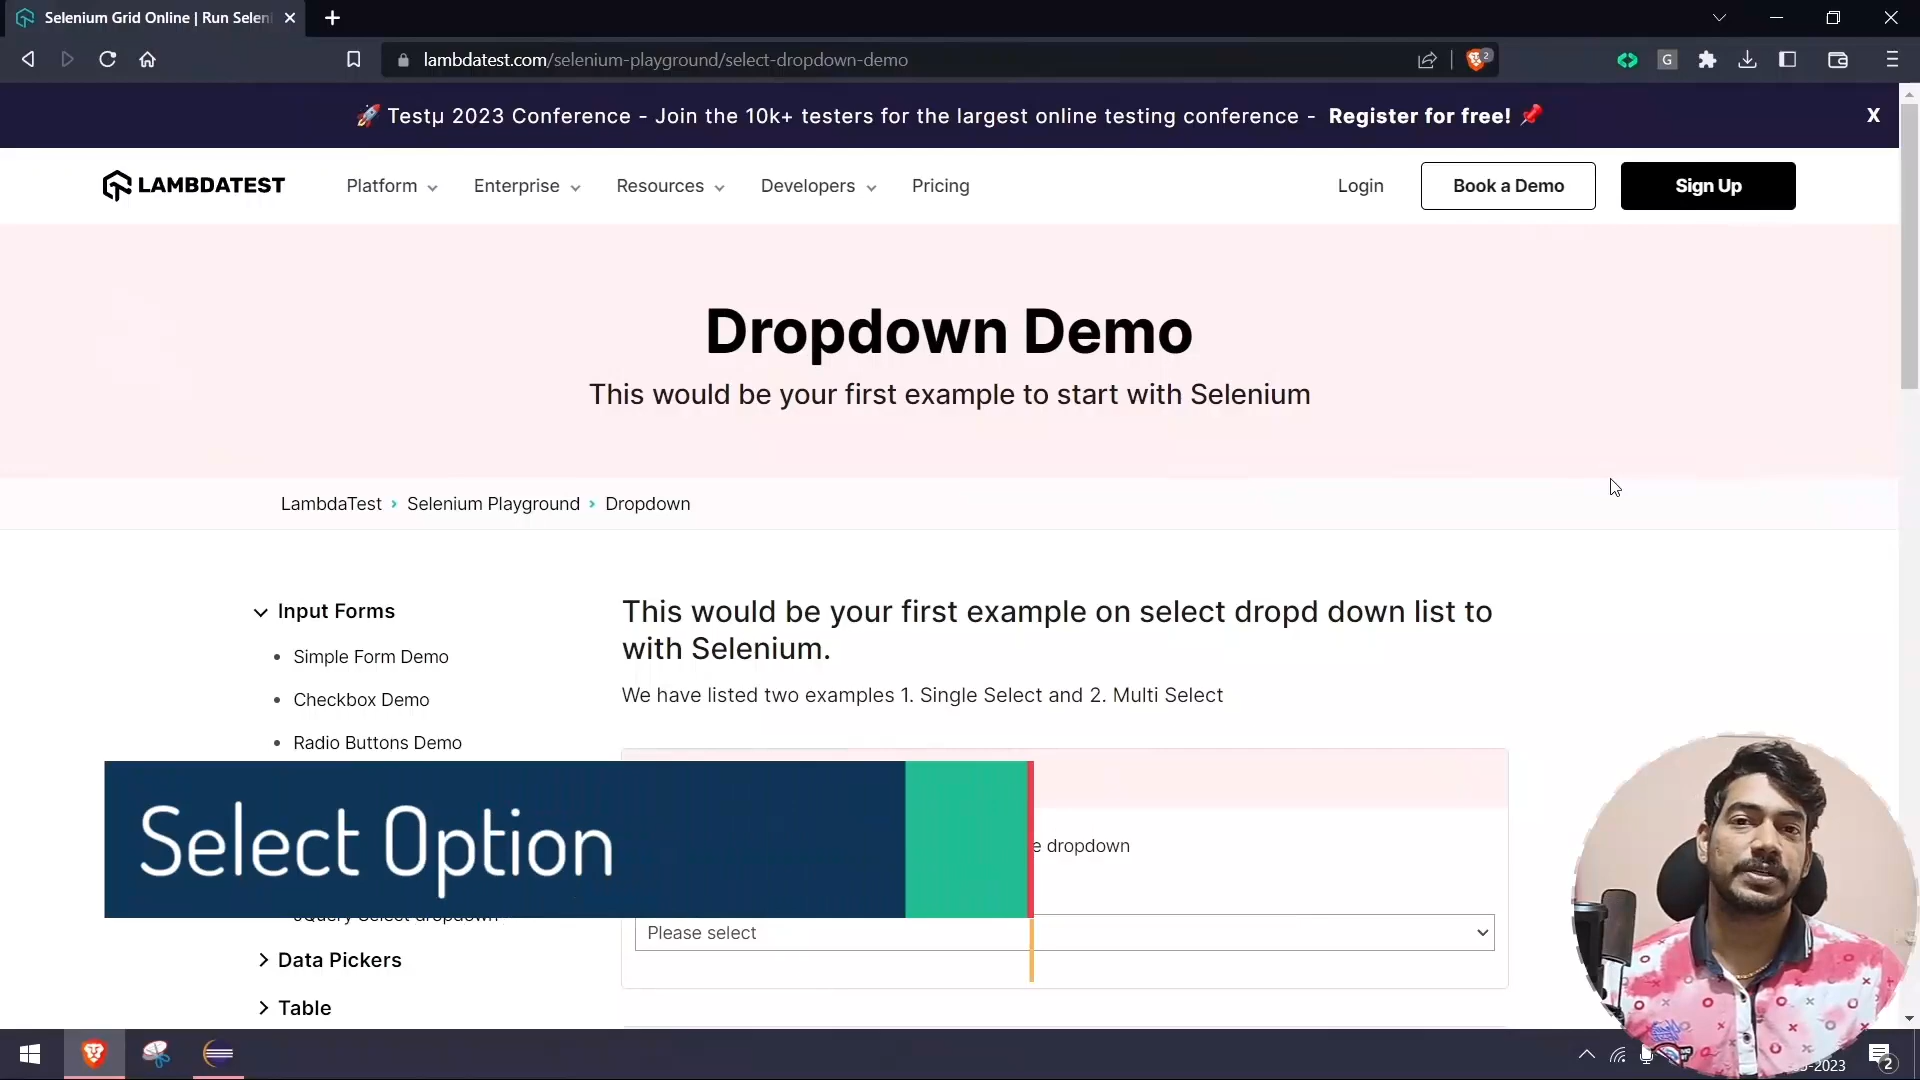 Selenium Grid Online | Run Seleni
lambdatest.com/selenium-playground/select-dropdown-demo
2
G
🚀 Testμ 2023 Conference - Join the 10k+ testers for the largest online testing conference - Register for free! 📌
X
LAMBDATEST
Platform
Enterprise
Resources
Developers
Pricing
Login
Book a Demo
Sign Up
Dropdown Demo
This would be your first example to start with Selenium
LambdaTest › Selenium Playground › Dropdown
Input Forms
Simple Form Demo
Checkbox Demo
Radio Buttons Demo
This would be your first example on select dropd down list to
with Selenium.
We have listed two examples 1. Single Select and 2. Multi Select
Select Option
dropdown
Please select
Data Pickers
Table
-2023
2